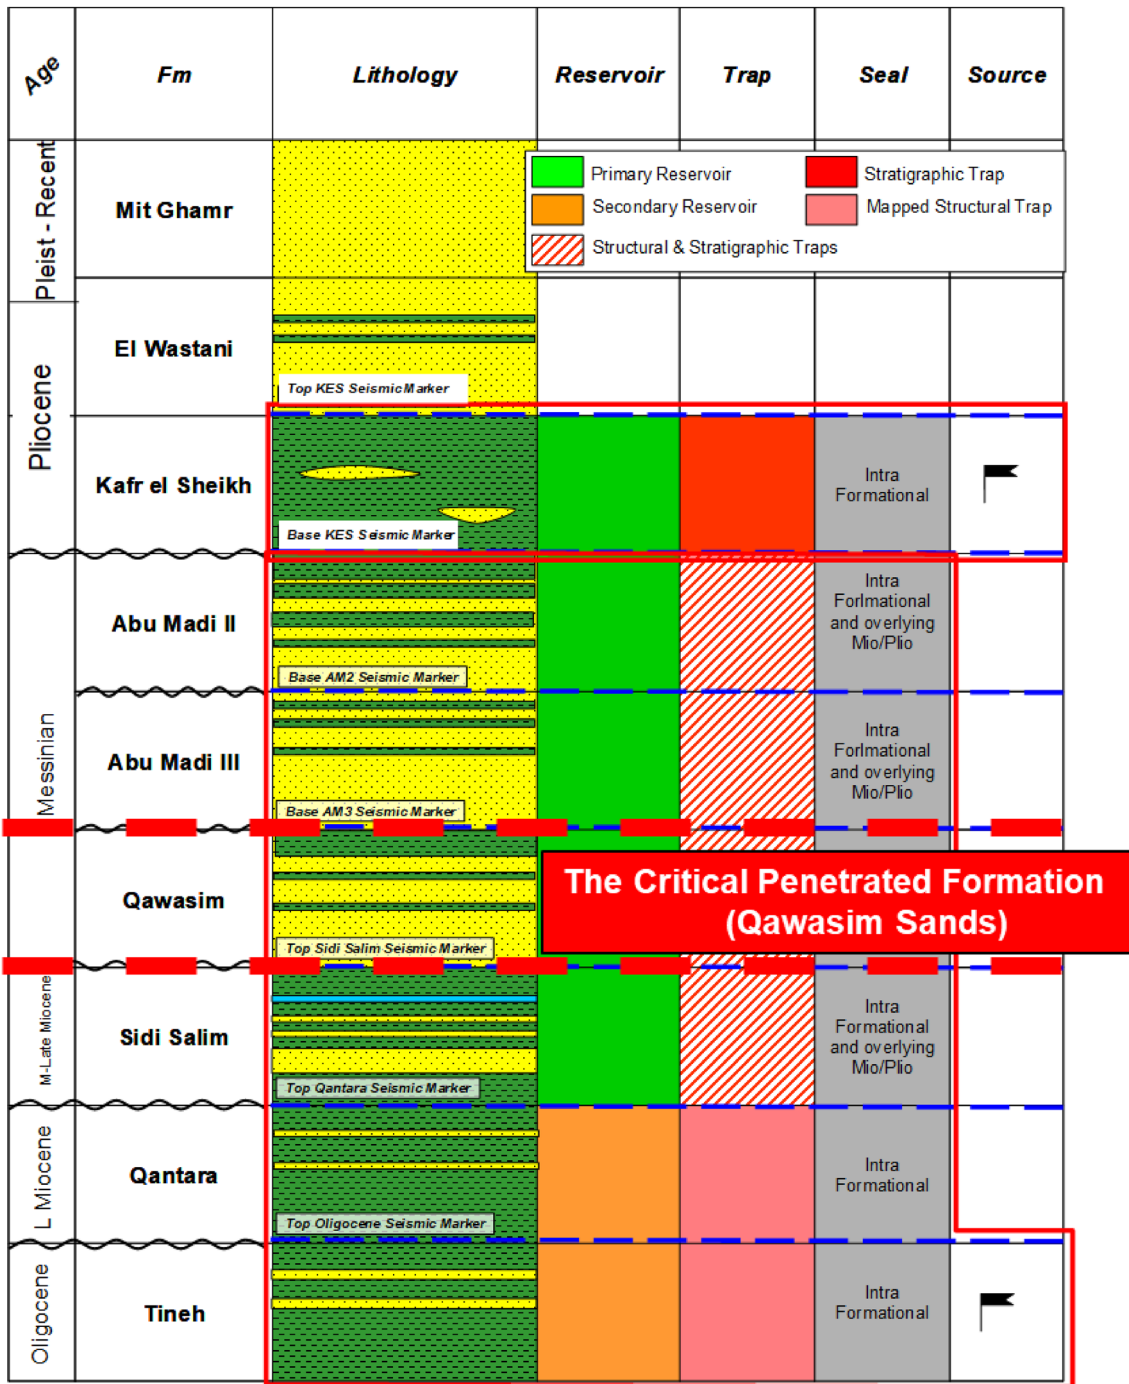 Age
Fm
Lithology
Reservoir
Trap
Seal
Source
Primary Reservoir
Stratigraphic Trap
Secondary Reservoir
Mapped Structural Trap
Structural & Stratigraphic Traps
Pleist - Recent
Mit Ghamr
Pliocene
El Wastani
Top KES Seismic Marker
Kafr el Sheikh
Base KES Seismic Marker
Intra
Formational
Messinian
Abu Madi II
Base AM2 Seismic Marker
Intra
Forlmational
and overlying
Mio/Plio
Abu Madi III
Base AM3 Seismic Marker
Intra
Forlmational
and overlying
Mio/Plio
Qawasim
Top Sidi Salim Seismic Marker
The Critical Penetrated Formation
(Qawasim Sands)
M-Late Miocene
Sidi Salim
Top Qantara Seismic Marker
Intra
Formational
and overlying
Mio/Plio
L Miocene
Qantara
Top Oligocene Seismic Marker
Intra
Formational
Oligocene
Tineh
Intra
Formational